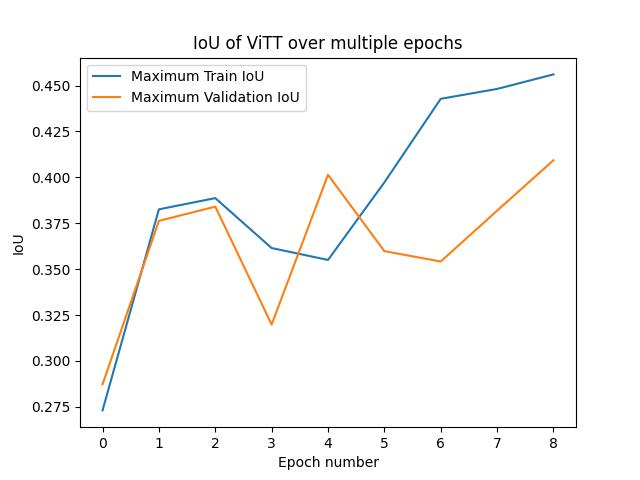 IoU of ViTT over multiple epochs
Maximum Train IoU
Maximum Validation IoU
0.450
0.425
0.400
0.375
0.350
0.325
0.300
0.275
IoU
0 1 2 3 4 5 6 7 8
Epoch number